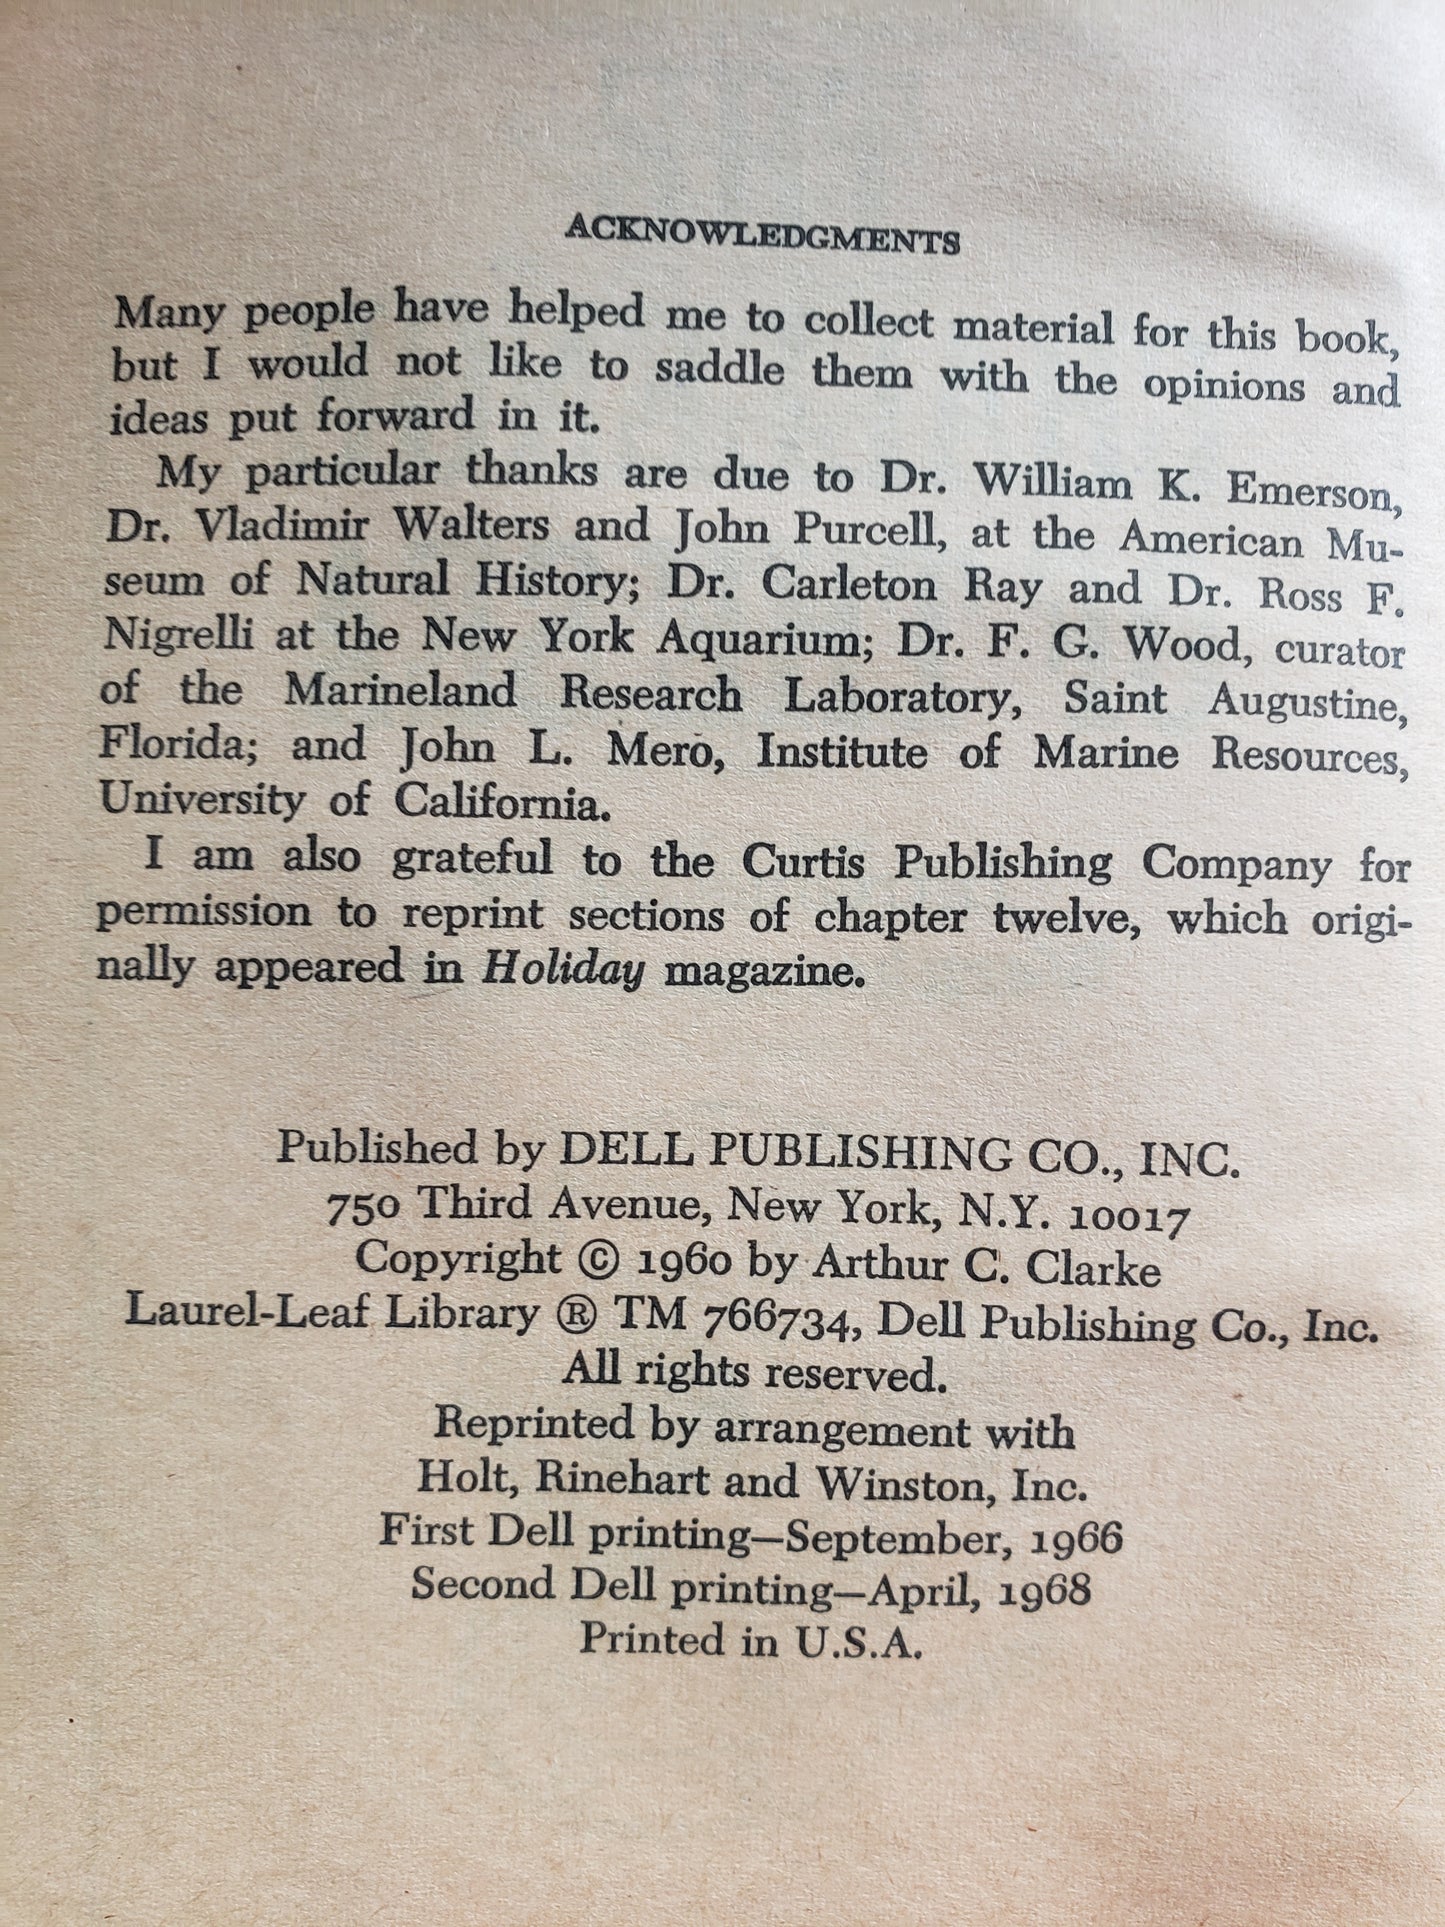 ACKNOWLEDGMENTS
Many people have helped me to collect material for this book,
but I would not like to saddle them with the opinions and
ideas put forward in it.
My particular thanks are due to Dr. William K. Emerson,
Dr. Vladimir Walters and John Purcell, at the American Mu-
seum of Natural History; Dr. Carleton Ray and Dr. Ross F.
Nigrelli at the New York Aquarium; Dr. F. G. Wood, curator
of the Marineland Research Laboratory, Saint Augustine,
Florida; and John L. Mero, Institute of Marine Resources,
University of California.
I am also grateful to the Curtis Publishing Company for
permission to reprint sections of chapter twelve, which origi-
nally appeared in Holiday magazine.
Published by DELL PUBLISHING CO., INC.
750 Third Avenue, New York, N.Y. 10017
Copyright © 1960 by Arthur C. Clarke
Laurel-Leaf Library ® TM 766734, Dell Publishing Co., Inc.
All rights reserved.
Reprinted by arrangement with
Holt, Rinehart and Winston, Inc.
First Dell printing—September, 1966
Second Dell printing—April, 1968
Printed in U.S.A.